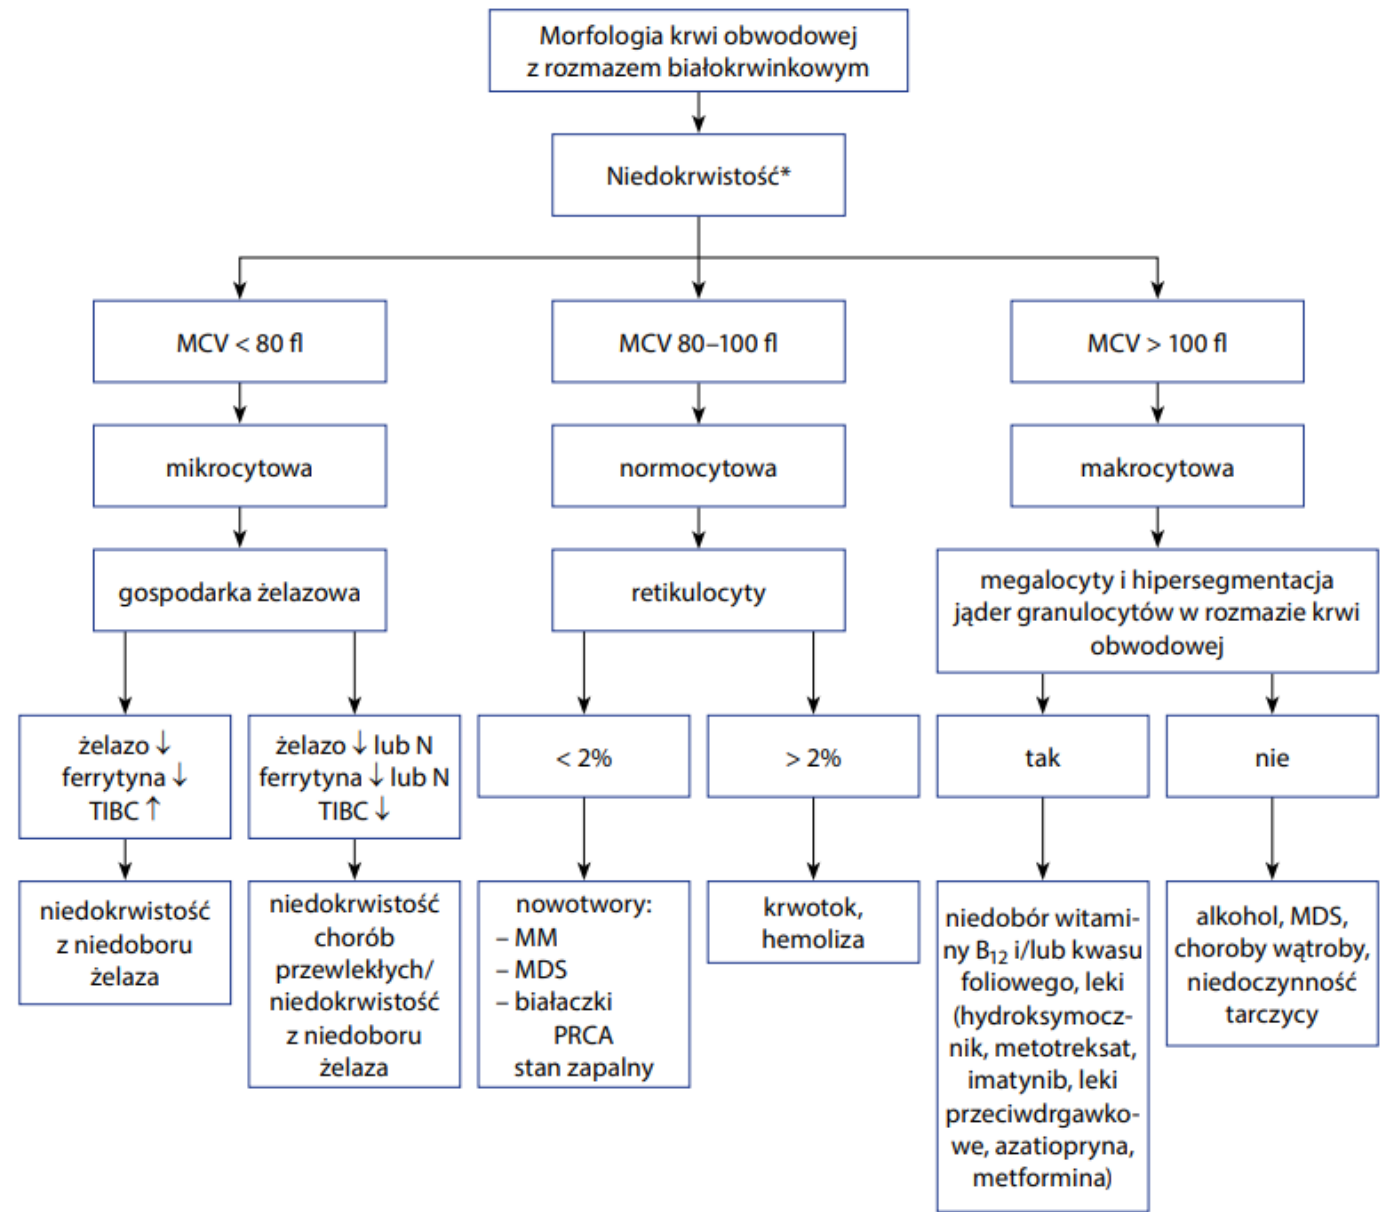 Morfologia krwi obwodowej
z rozmazem białokrwinkowym
Niedokrwistość*
MCV < 80 fl
MCV 80–100 fl
MCV > 100 fl
mikrocytowa
normocytowa
makrocytowa
gospodarka żelazowa
retikulocyty
megalocyty i hipersegmentacja
jąder granulocytów w rozmazie krwi
obwodowej
żelazo ↓
ferrytyna ↓
TIBC ↑
żelazo ↓ lub N
ferrytyna ↓ lub N
TIBC ↓
< 2%
> 2%
tak
nie
niedokrwistość
z niedoboru
żelaza
niedokrwistość
chorób
przewlekłych/
niedokrwistość
z niedoboru
żelaza
nowotwory:
– MM
– MDS
– białaczki
PRCA
stan zapalny
krwotok,
hemoliza
niedobór witami-
ny B₁₂ i/lub kwasu
foliowego, leki
(hydroksymocz-
nik, metotreksat,
imatynib, leki
przeciwdrgawko-
we, azatiopryna,
metformina)
alkohol, MDS,
choroby wątroby,
niedoczynność
tarczycy